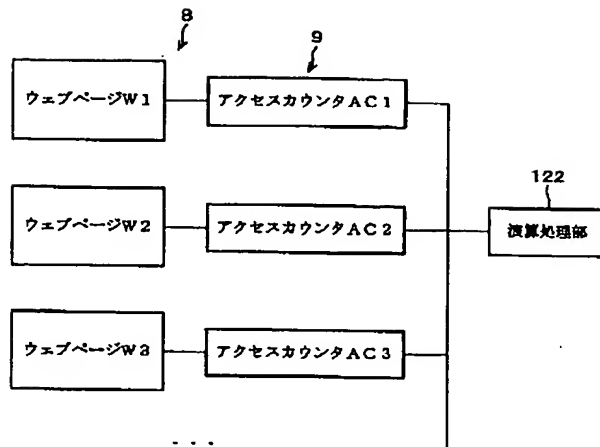 8
9
ウェブページW1
アクセスカウンタAC1
122
ウェブページW2
アクセスカウンタAC2
演算処理部
ウェブページW3
アクセスカウンタAC3
...